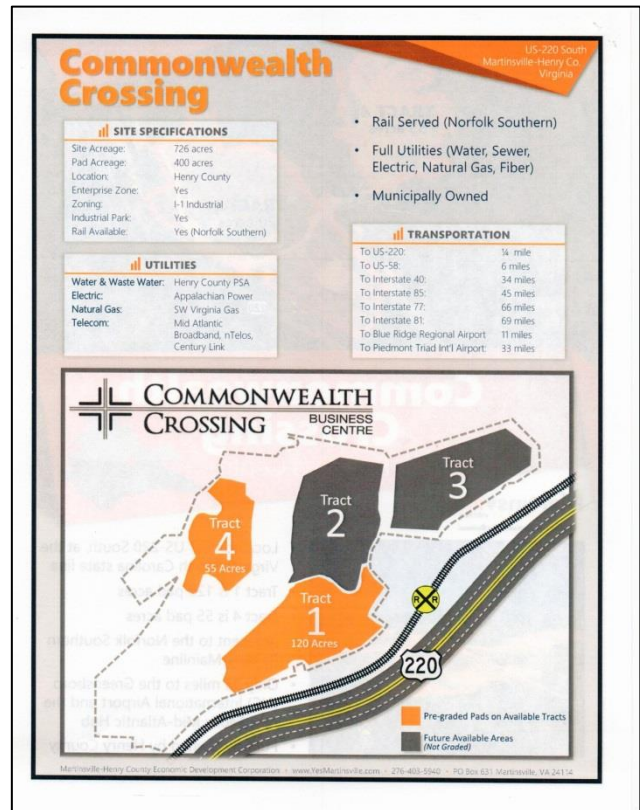 Commonwealth
Crossing
US-220 South
Martinsville-Henry Co.
Virginia
SITE SPECIFICATIONS
Site Acreage: 726 acres
Pad Acreage: 400 acres
Location: Henry County
Enterprise Zone: Yes
Zoning: I-1 Industrial
Industrial Park: Yes
Rail Available: Yes (Norfolk Southern)
• Rail Served (Norfolk Southern)
• Full Utilities (Water, Sewer,
Electric, Natural Gas, Fiber)
• Municipally Owned
UTILITIES
Water & Waste Water: Henry County PSA
Electric: Appalachian Power
Natural Gas: SW Virginia Gas
Telecom: Mid Atlantic
Broadband, nTelos,
Century Link
TRANSPORTATION
To US-220: ¼ mile
To US-58: 6 miles
To Interstate 40: 34 miles
To Interstate 85: 45 miles
To Interstate 77: 66 miles
To Interstate 81: 69 miles
To Blue Ridge Regional Airport 11 miles
To Piedmont Triad Int'l Airport: 33 miles
COMMONWEALTH
CROSSING BUSINESS
CENTRE
Tract
3
Tract
2
Tract
4
55 Acres
Tract
1
120 Acres
R R
220
Pre-graded Pads on Available Tracts
Future Available Areas
(Not Graded)
Martinsville-Henry County Economic Development Corporation • www.YesMartinsville.com • 276-403-5940 • PO Box 631 Martinsville, VA 24114